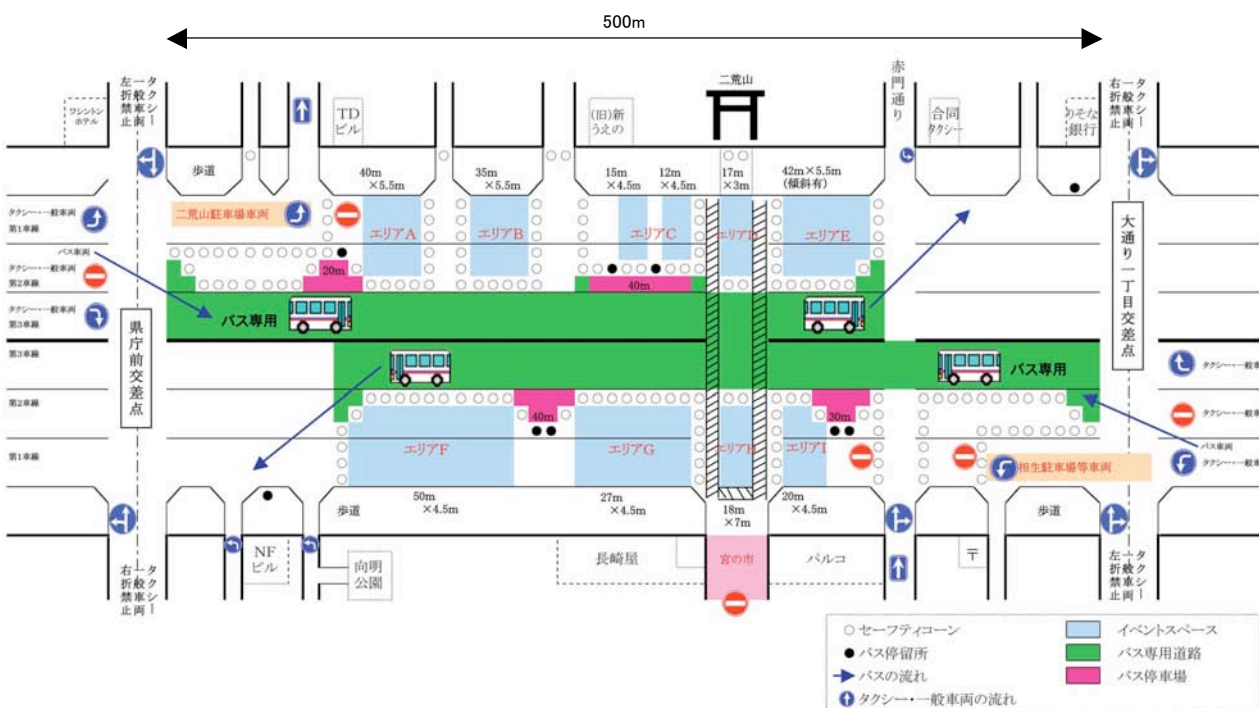 500m
タクシー
一般車両
左折禁止
ワシントン
ホテル
TD
ビル
(旧)新
うえの
二荒山
赤門通り
合同
タクシー
りそな
銀行
タクシー
一般車両
右折禁止
歩道
40m
×5.5m
35m
×5.5m
15m
×4.5m
12m
×4.5m
17m
×3m
42m×5.5m
(傾斜有)
タクシー・一般車両
第1車線
二荒山駐車場車両
エリアA
エリアB
エリアC
エリアD
エリアE
バス車両
タクシー・一般車両
第2車線
20m
40m
タクシー・一般車両
第3車線
バス専用
県庁前交差点
大通り一丁目交差点
第3車線
バス専用
タクシー・一般車
第2車線
40m
30m
タクシー・一般車
第1車線
エリアF
エリアG
エリアH
エリアI
バス車両
タクシー・一般車
相生駐車場等車両
50m
×4.5m
27m
×4.5m
18m
×7m
20m
×4.5m
歩道
歩道
NF
ビル
向明
公園
長崎屋
宮の市
パルコ
〒
タクシー
一般車両
右折禁止
タクシー
一般車両
左折禁止
セーフティコーン
イベントスペース
バス停留所
バス専用道路
バスの流れ
バス停車場
タクシー・一般車両の流れ